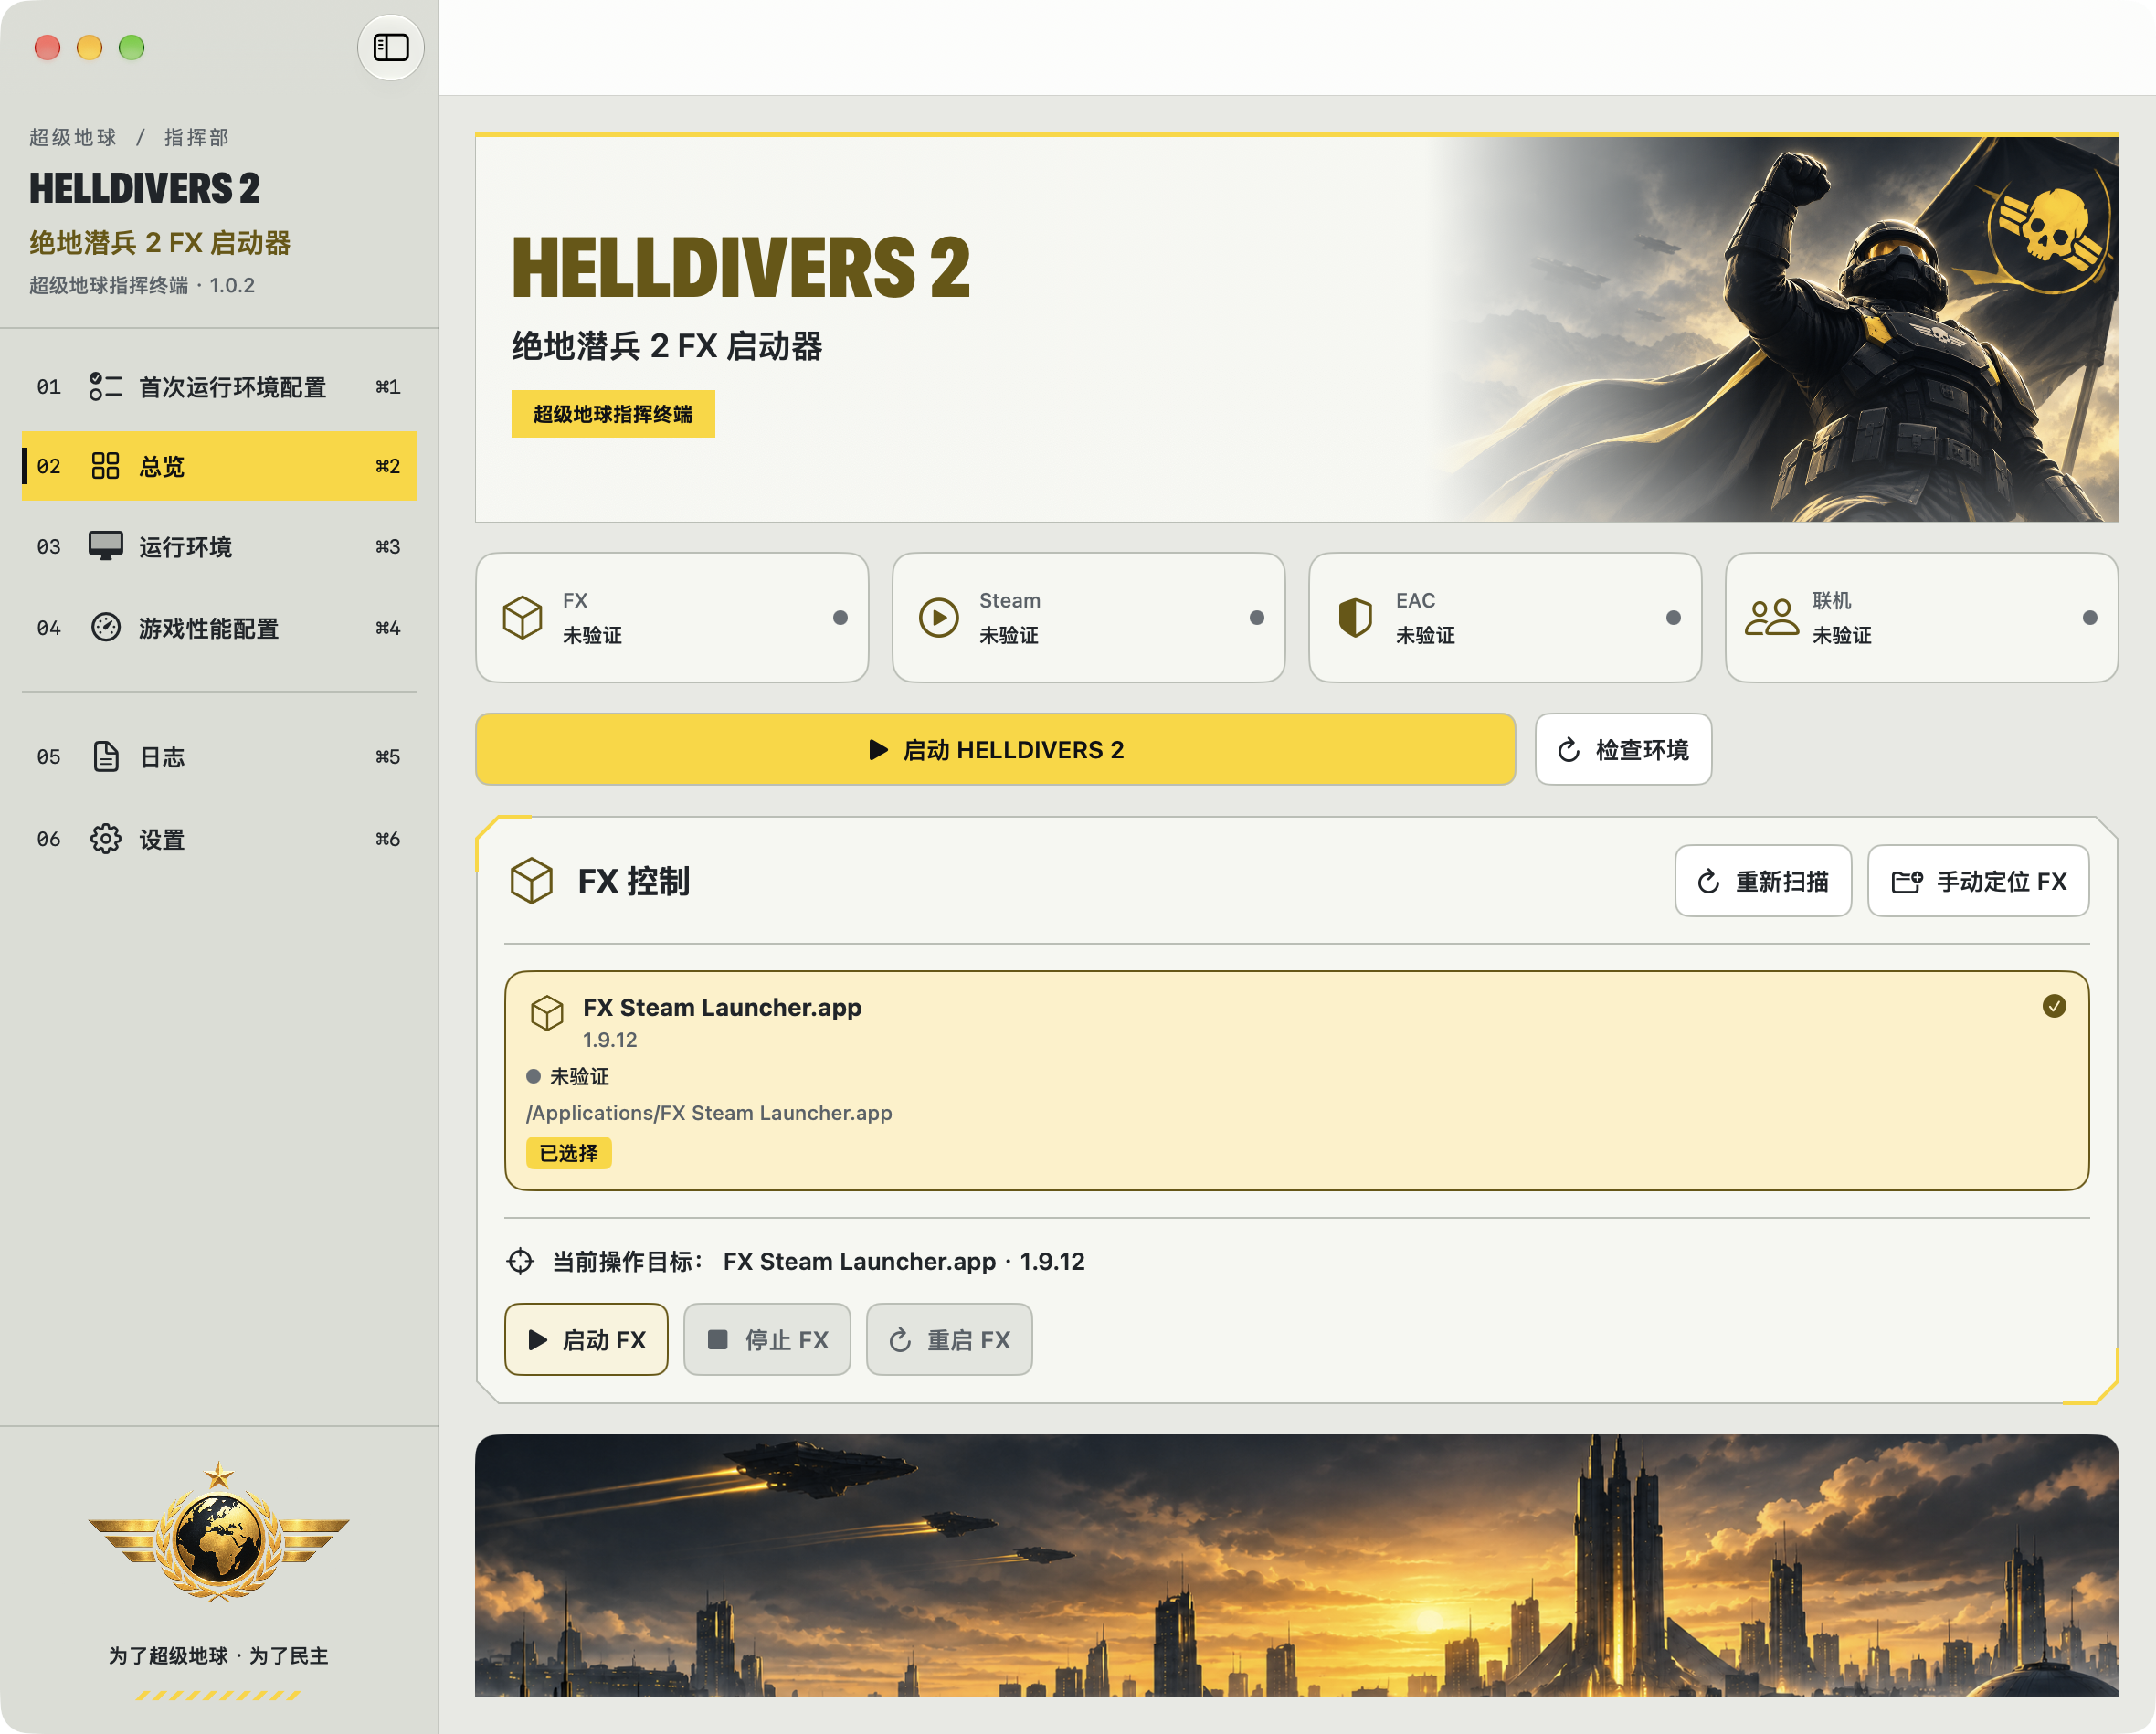 超级地球 / 指挥部
HELLDIVERS 2
绝地潜兵 2 FX 启动器
超级地球指挥终端 · 1.0.2
01 首次运行环境配置 ⌘1
02 总览 ⌘2
03 运行环境 ⌘3
04 游戏性能配置 ⌘4
05 日志 ⌘5
06 设置 ⌘6
为了超级地球 · 为了民主
HELLDIVERS 2
绝地潜兵 2 FX 启动器
超级地球指挥终端
FX
未验证
Steam
未验证
EAC
未验证
联机
未验证
启动 HELLDIVERS 2
检查环境
FX 控制
重新扫描
手动定位 FX
FX Steam Launcher.app
1.9.12
未验证
/Applications/FX Steam Launcher.app
已选择
当前操作目标： FX Steam Launcher.app · 1.9.12
启动 FX
停止 FX
重启 FX